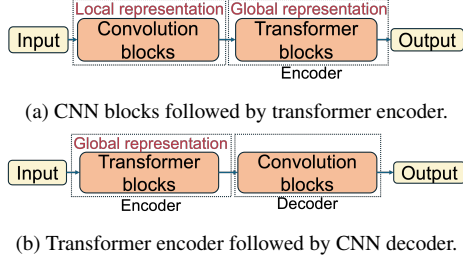 Local representation Global representation
Input Convolution blocks Transformer blocks Output
Encoder
(a) CNN blocks followed by transformer encoder.
Global representation
Input Transformer blocks Convolution blocks Output
Encoder Decoder
(b) Transformer encoder followed by CNN decoder.